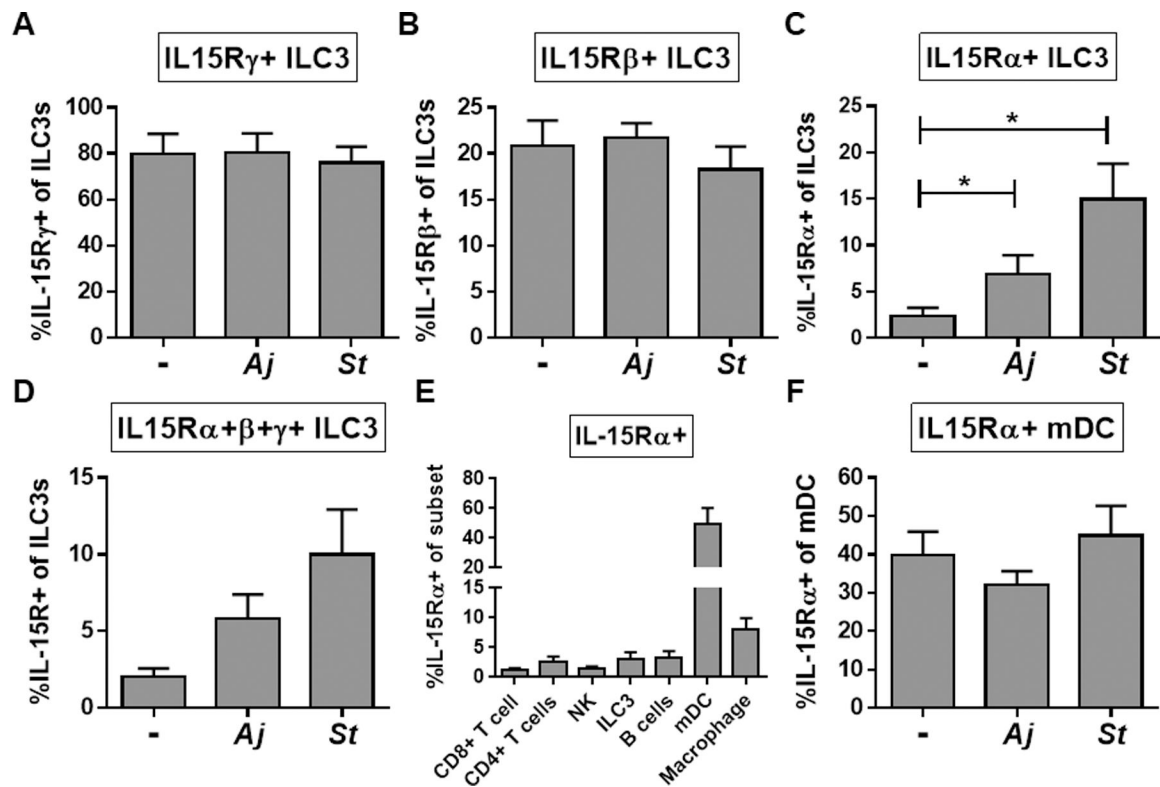 A
IL15Rγ+ ILC3
%IL-15Rγ+ of ILC3s
100
80
60
40
20
0
- Aj St
B
IL15Rβ+ ILC3
%IL-15Rβ+ of ILC3s
25
20
15
10
5
0
- Aj St
C
IL15Rα+ ILC3
%IL-15Rα+ of ILC3s
25
20
15
10
5
0
*
*
- Aj St
D
IL15Rα+β+γ+ ILC3
%IL-15R+ of ILC3s
15
10
5
0
- Aj St
E
IL-15Rα+
%IL-15Rα+ of subset
80
60
40
20
15
10
5
0
CD8+ T cell
CD4+ T cells
NK
ILC3
B cells
mDC
Macrophage
F
IL15Rα+ mDC
%IL-15Rα+ of mDC
60
50
40
30
20
10
0
- Aj St